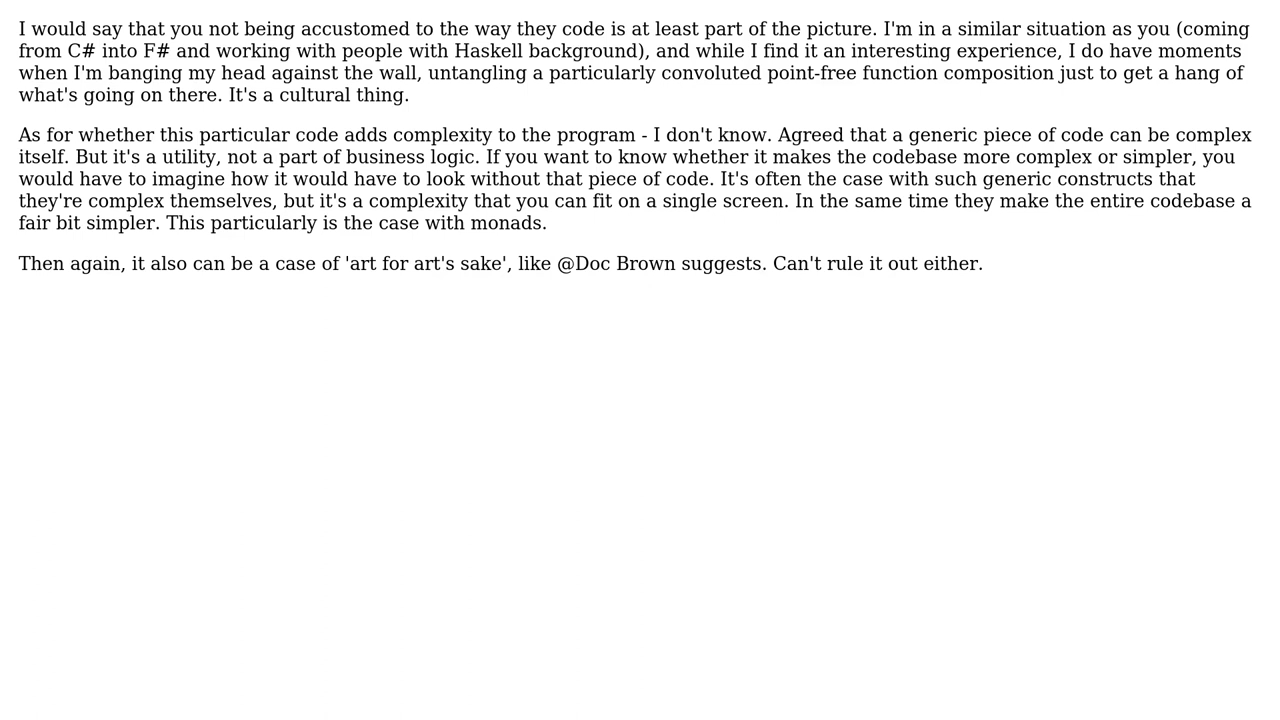 I would say that you not being accustomed to the way they code is at least part of the picture. I'm in a similar situation as you (coming
from C# into F# and working with people with Haskell background), and while I find it an interesting experience, I do have moments
when I'm banging my head against the wall, untangling a particularly convoluted point-free function composition just to get a hang of
what's going on there. It's a cultural thing.
As for whether this particular code adds complexity to the program - I don't know. Agreed that a generic piece of code can be complex
itself. But it's a utility, not a part of business logic. If you want to know whether it makes the codebase more complex or simpler, you
would have to imagine how it would have to look without that piece of code. It's often the case with such generic constructs that
they're complex themselves, but it's a complexity that you can fit on a single screen. In the same time they make the entire codebase a
fair bit simpler. This particularly is the case with monads.
Then again, it also can be a case of 'art for art's sake', like @Doc Brown suggests. Can't rule it out either.